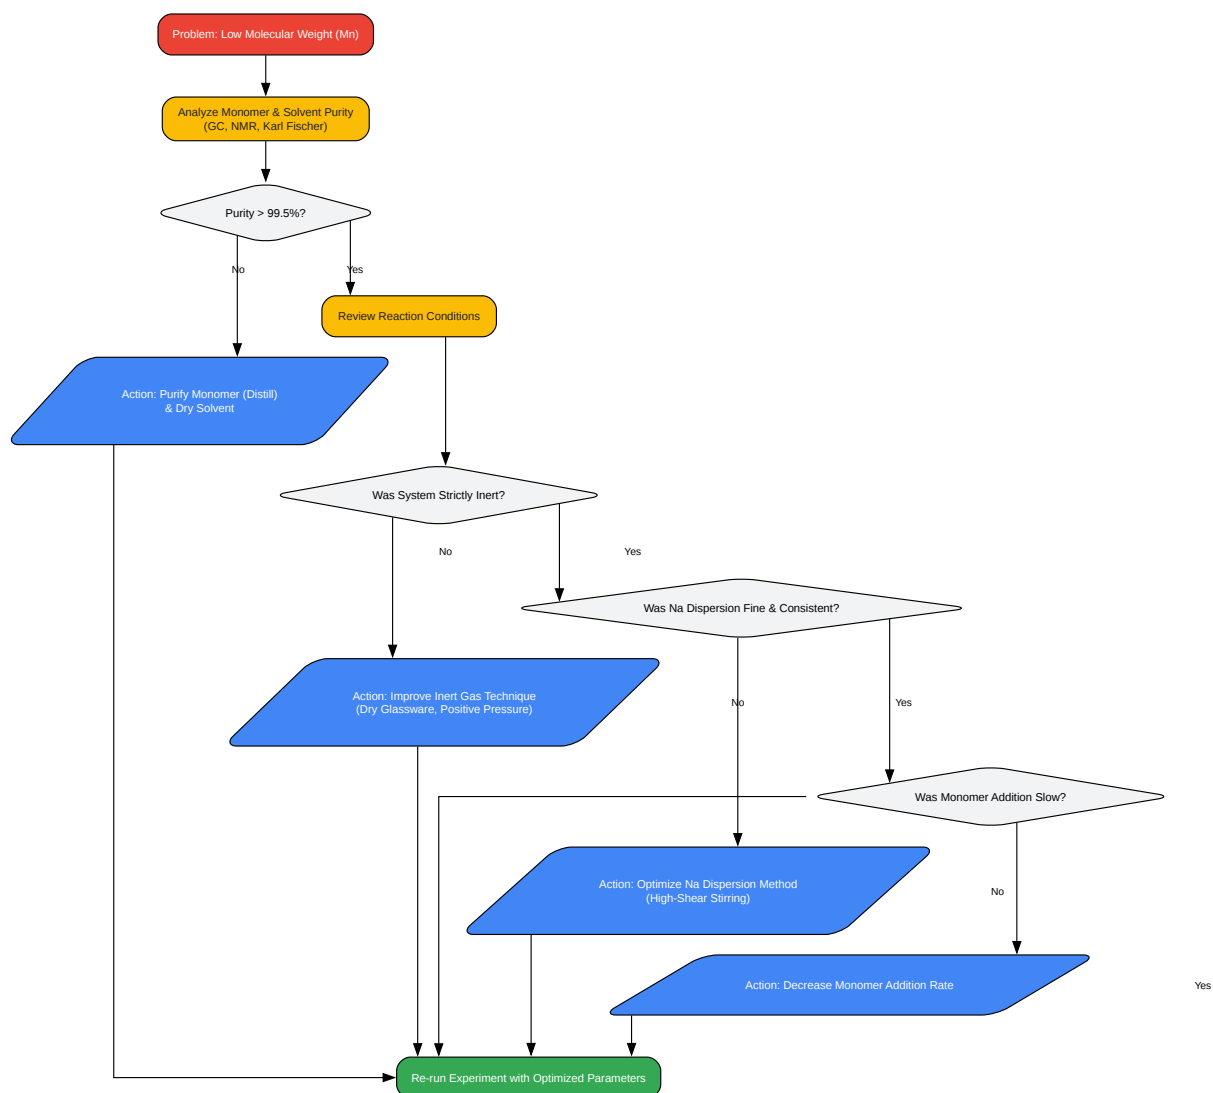 Problem: Low Molecular Weight (Mn)
Analyze Monomer & Solvent Purity
(GC, NMR, Karl Fischer)
Purity > 99.5%?
No
Yes
Review Reaction Conditions
Action: Purify Monomer (Distill)
& Dry Solvent
Was System Strictly Inert?
No
Yes
Was Na Dispersion Fine & Consistent?
Action: Improve Inert Gas Technique
(Dry Glassware, Positive Pressure)
No
Yes
Was Monomer Addition Slow?
Action: Optimize Na Dispersion Method
(High-Shear Stirring)
No
Action: Decrease Monomer Addition Rate
Yes
Re-run Experiment with Optimized Parameters